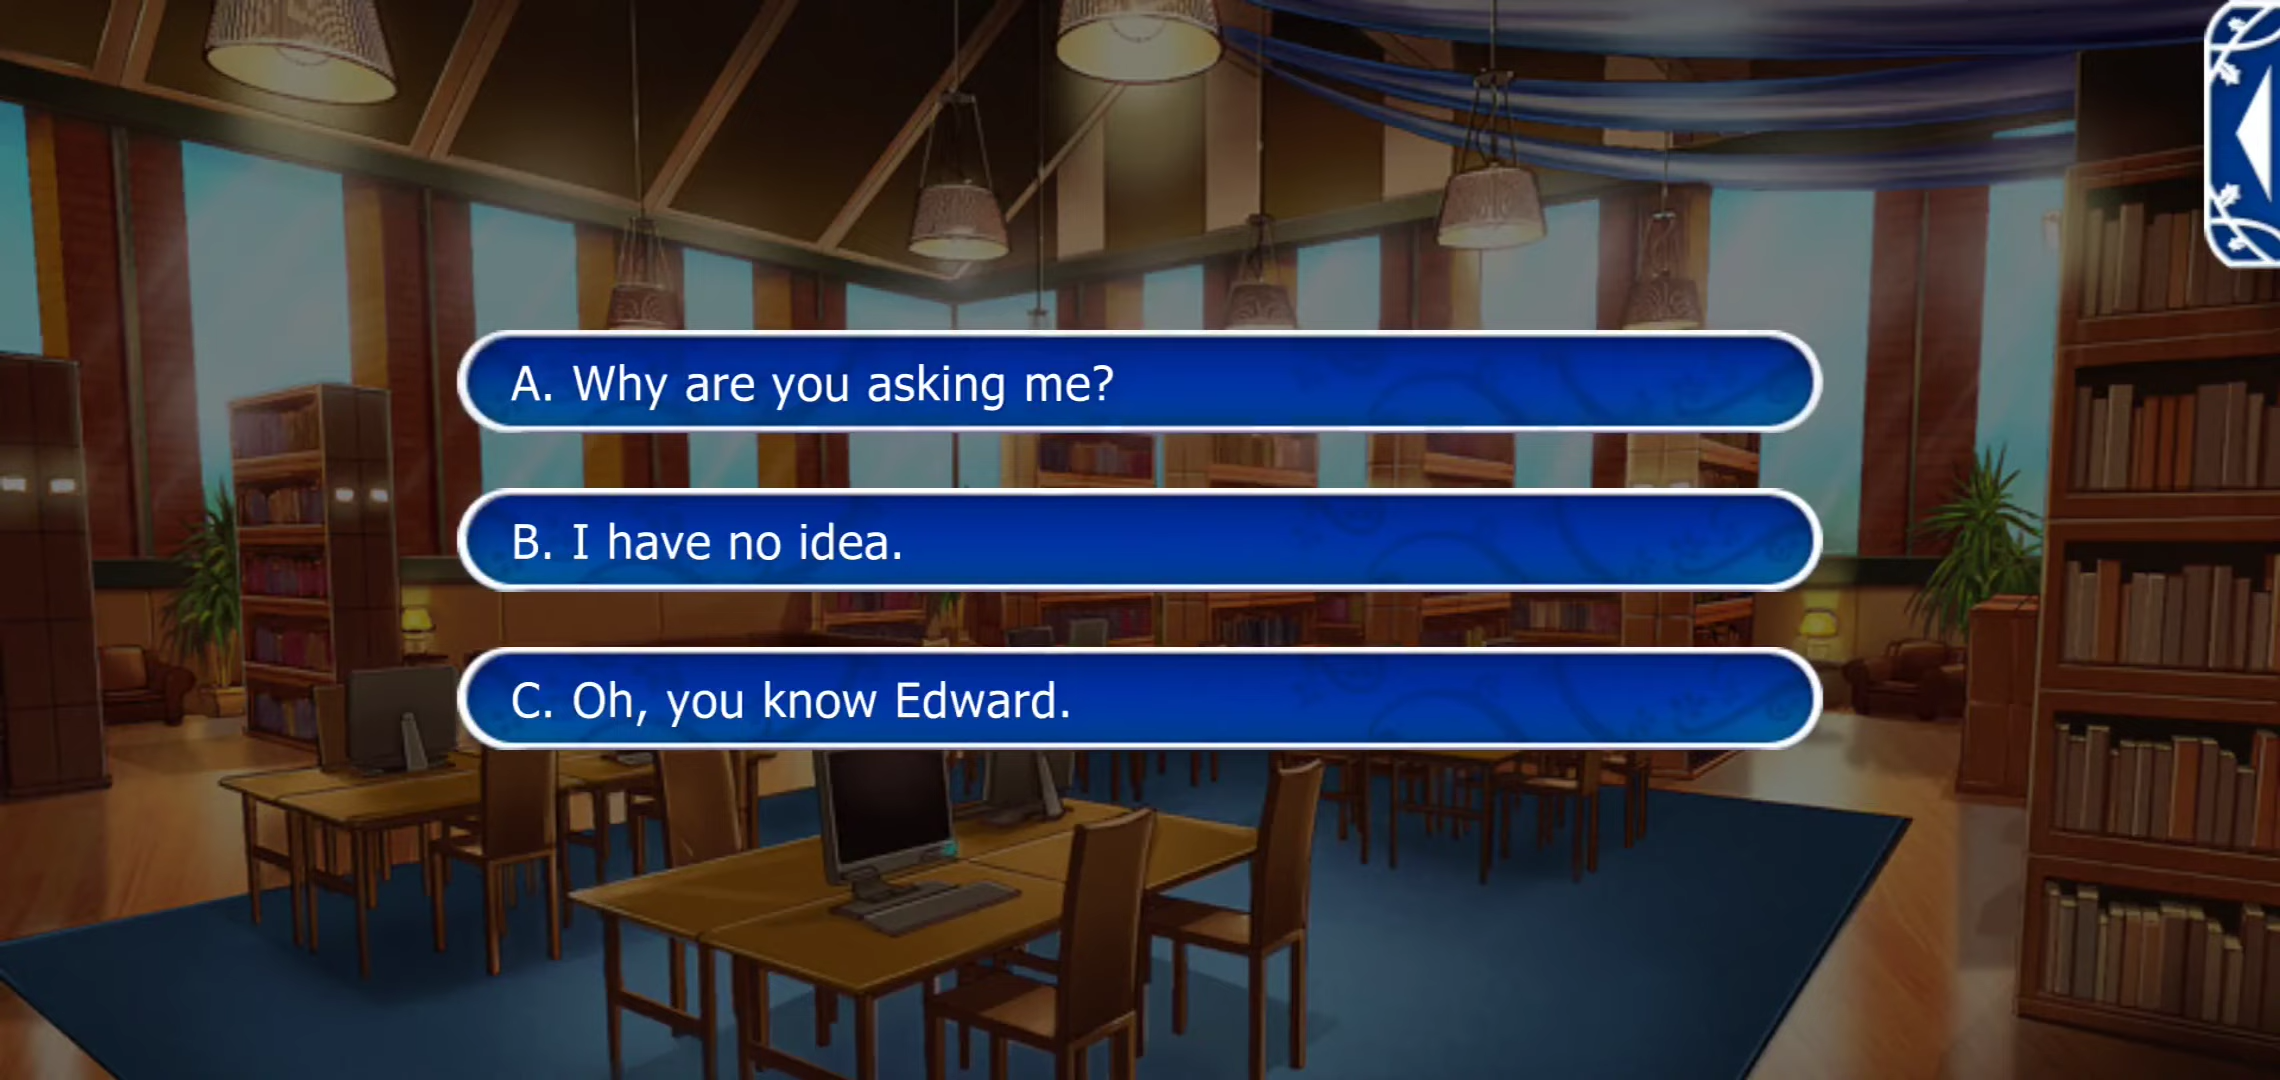 A. Why are you asking me?
B. I have no idea.
C. Oh, you know Edward.